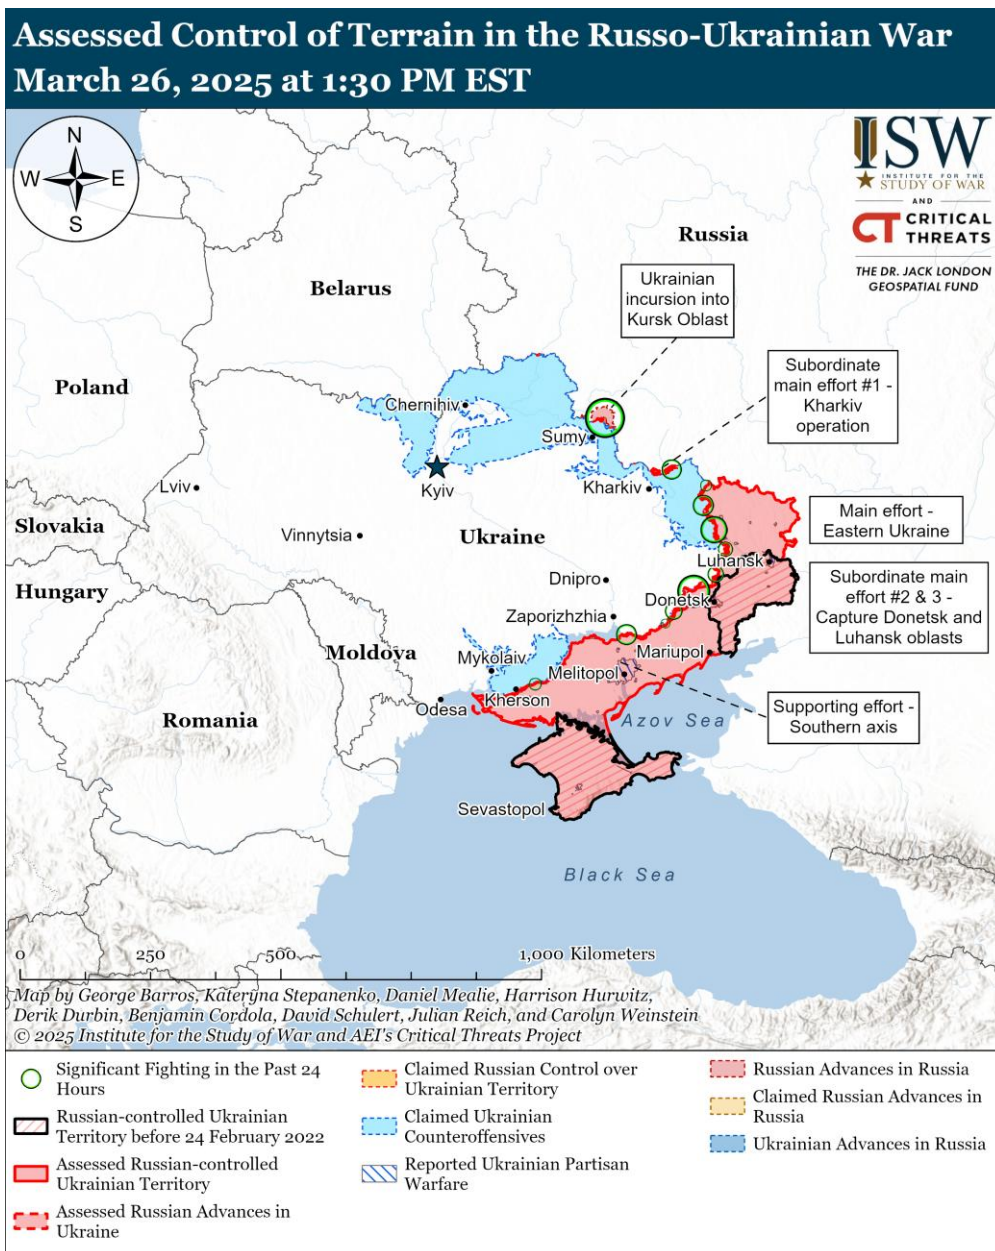 Assessed Control of Terrain in the Russo-Ukrainian War
March 26, 2025 at 1:30 PM EST
N
W
E
S
ISW
INSTITUTE FOR THE
STUDY OF WAR
AND
CT CRITICAL
THREATS
THE DR. JACK LONDON
GEOSPATIAL FUND
Russia
Ukrainian
incursion into
Kursk Oblast
Belarus
Subordinate
main effort #1 -
Kharkiv
operation
Poland
Chernihiv
Sumy
Lviv
Kyiv
Kharkiv
Slovakia
Vinnytsia
Ukraine
Main effort -
Eastern Ukraine
Luhansk
Hungary
Dnipro
Donetsk
Subordinate main
effort #2 & 3 -
Capture Donetsk and
Luhansk oblasts
Zaporizhzhia
Moldova
Mykolaiv
Mariupol
Melitopol
Romania
Odesa
Kherson
Azov Sea
Supporting effort -
Southern axis
Sevastopol
Black Sea
0 250 500 1,000 Kilometers
Map by George Barros, Kateryna Stepanenko, Daniel Mealie, Harrison Hurwitz,
Derik Durbin, Benjamin Cordola, David Schulert, Julian Reich, and Carolyn Weinstein
© 2025 Institute for the Study of War and AEI's Critical Threats Project
Significant Fighting in the Past 24
Hours
Russian-controlled Ukrainian
Territory before 24 February 2022
Assessed Russian-controlled
Ukrainian Territory
Assessed Russian Advances in
Ukraine
Claimed Russian Control over
Ukrainian Territory
Claimed Ukrainian
Counteroffensives
Reported Ukrainian Partisan
Warfare
Russian Advances in Russia
Claimed Russian Advances in
Russia
Ukrainian Advances in Russia